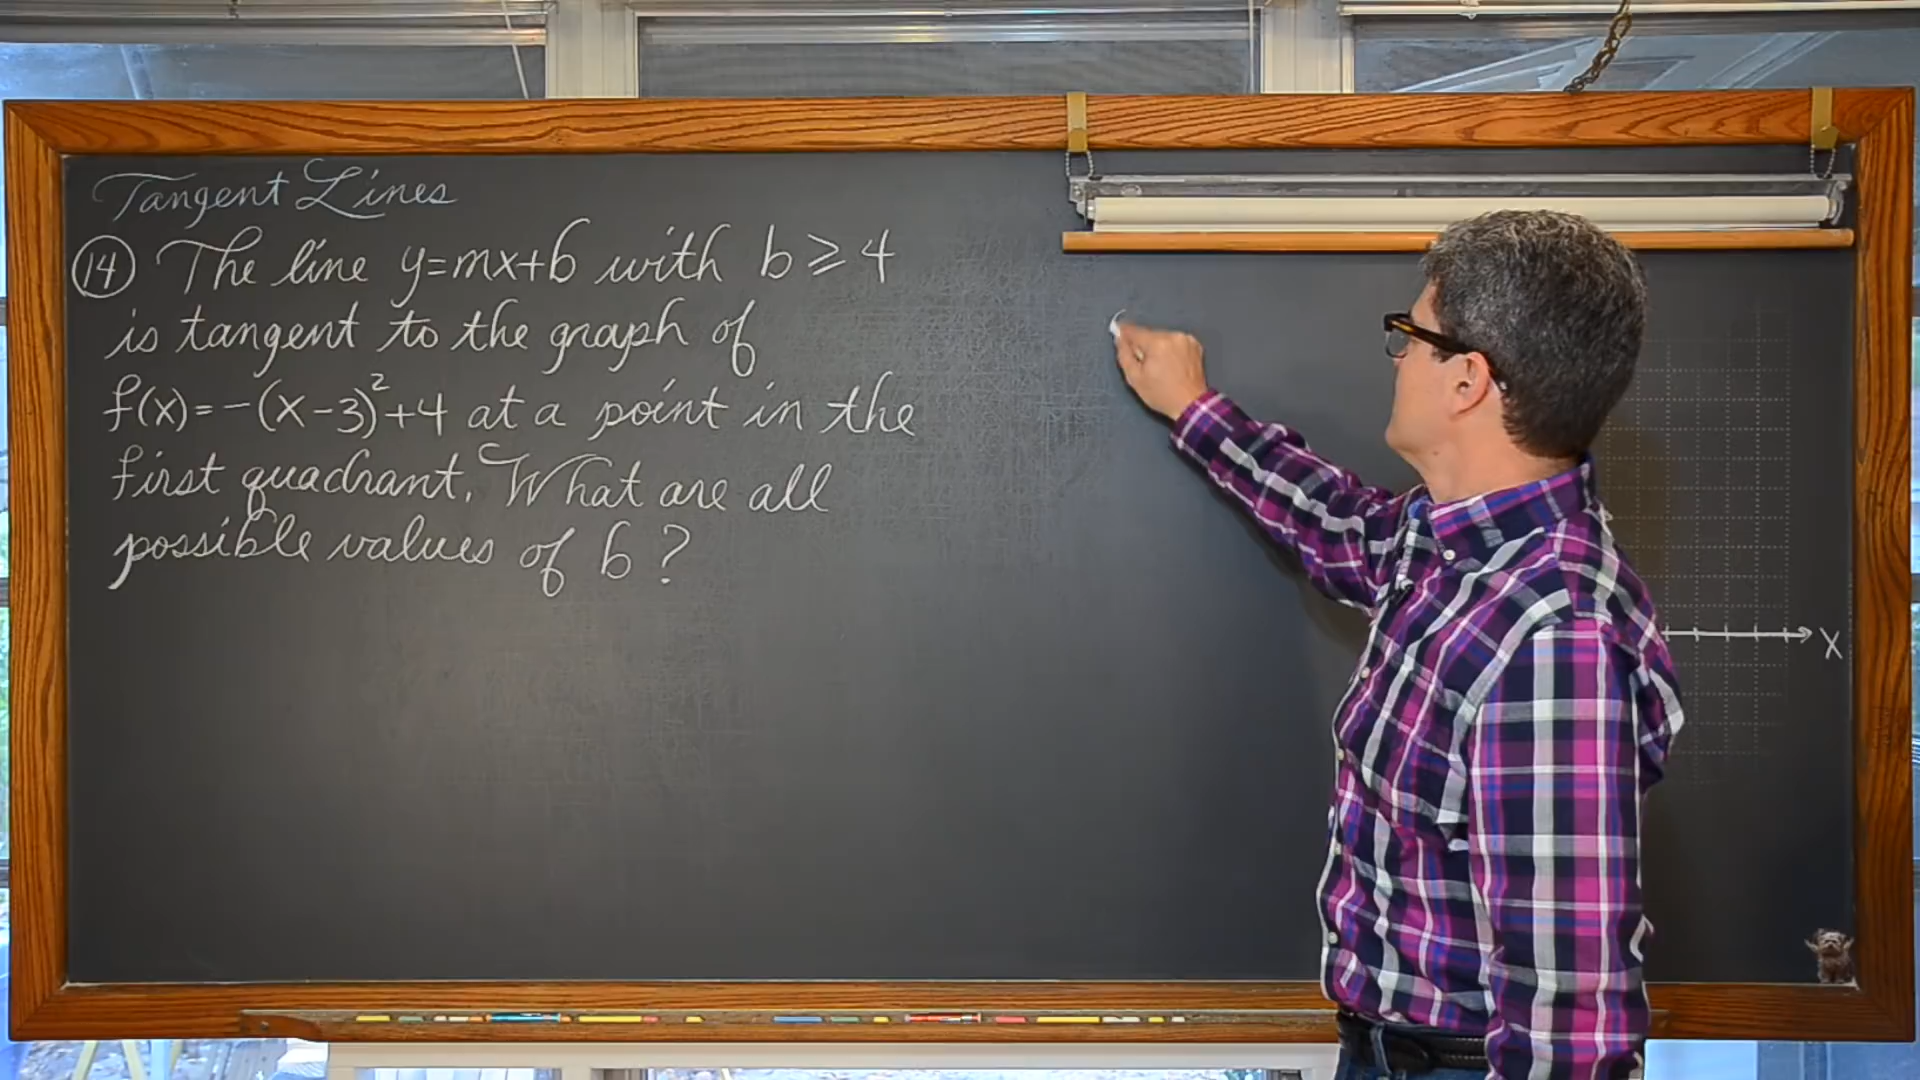 Tangent Lines
14 The line y=mx+b with b ≥ 4
is tangent to the graph of
f(x)=-(x-3)²+4 at a point in the
first quadrant. What are all
possible values of b?
X